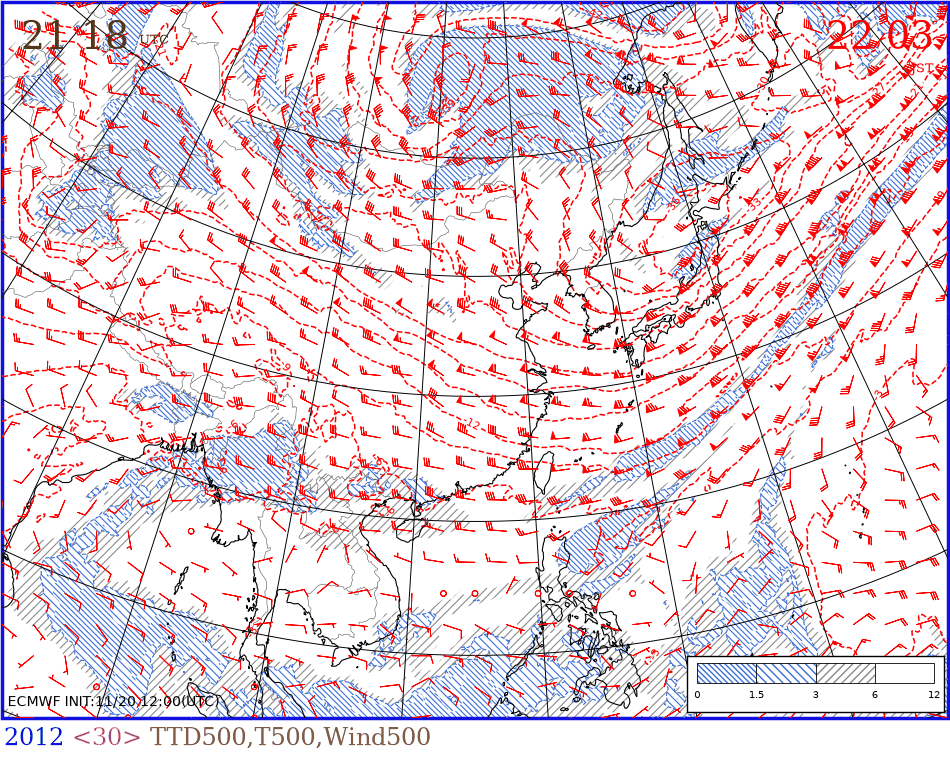 21 18 UTC 22 03
JST
-12
ECMWF INIT:11/20 12:00(UTC)
0 1.5 3 6 12
2012 <30> TTD500,T500,Wind500